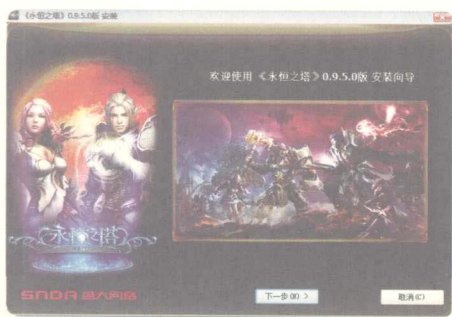 《永恒之塔》0.9.5.0版 安装
欢迎使用 《永恒之塔》0.9.5.0版 安装向导
永恒之塔
SNDA 盛大网络
下一步(N) >
取消(C)